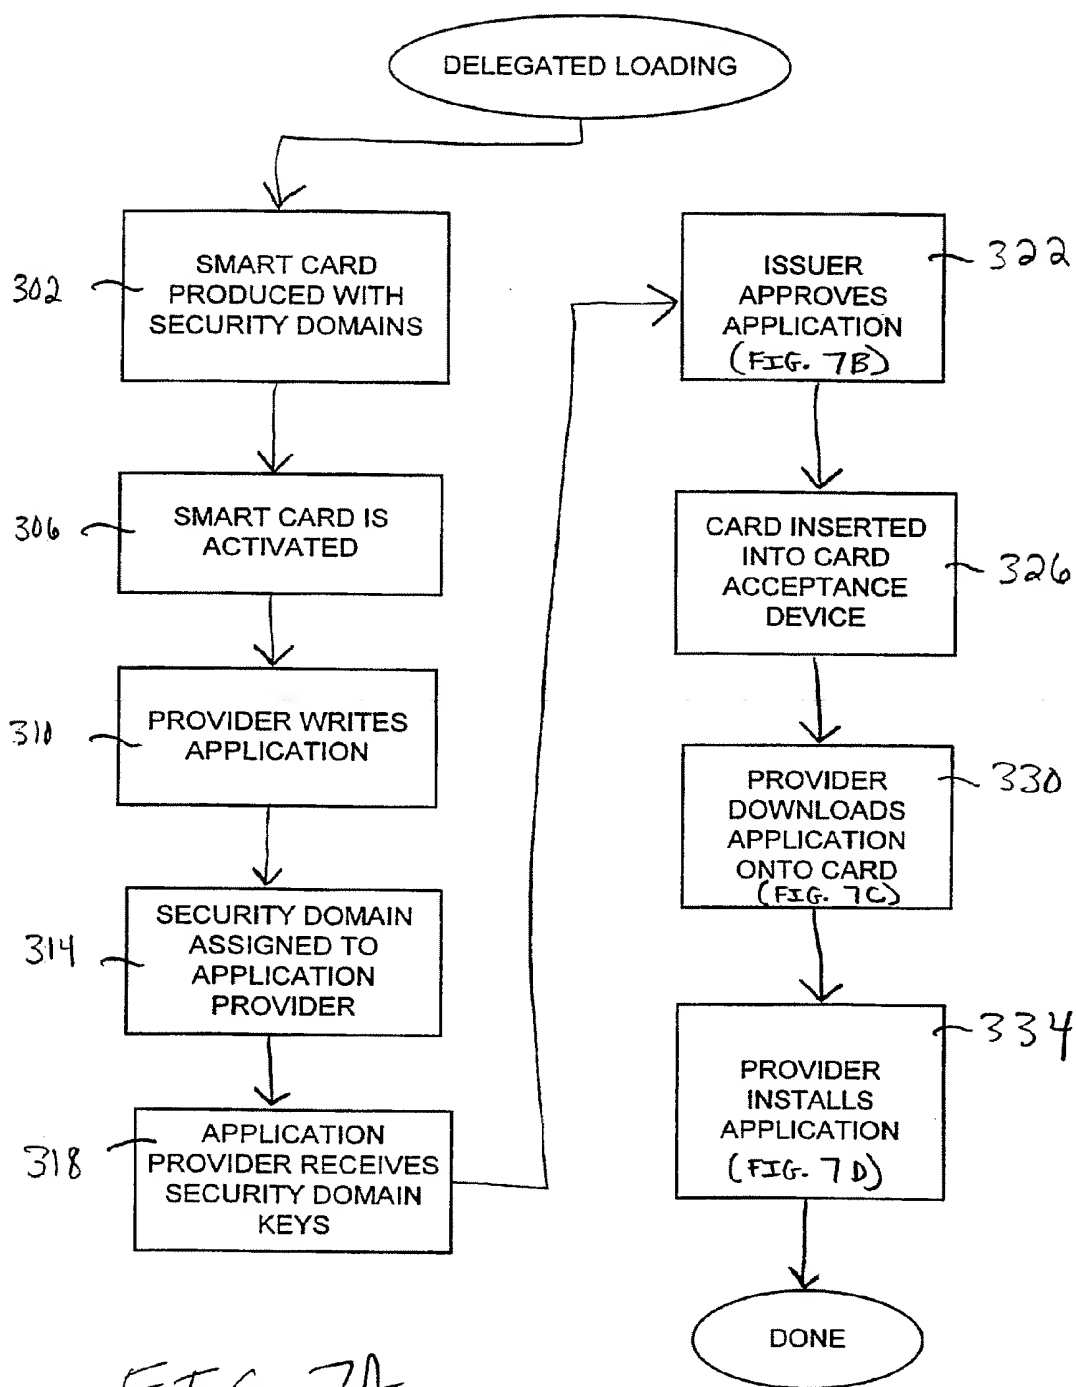 DELEGATED LOADING
302
SMART CARD
PRODUCED WITH
SECURITY DOMAINS
306
SMART CARD IS
ACTIVATED
310
PROVIDER WRITES
APPLICATION
314
SECURITY DOMAIN
ASSIGNED TO
APPLICATION
PROVIDER
318
APPLICATION
PROVIDER RECEIVES
SECURITY DOMAIN
KEYS
322
ISSUER
APPROVES
APPLICATION
(FIG. 7B)
326
CARD INSERTED
INTO CARD
ACCEPTANCE
DEVICE
330
PROVIDER
DOWNLOADS
APPLICATION
ONTO CARD
(FIG. 7C)
334
PROVIDER
INSTALLS
APPLICATION
(FIG. 7D)
DONE
FIG. 7A